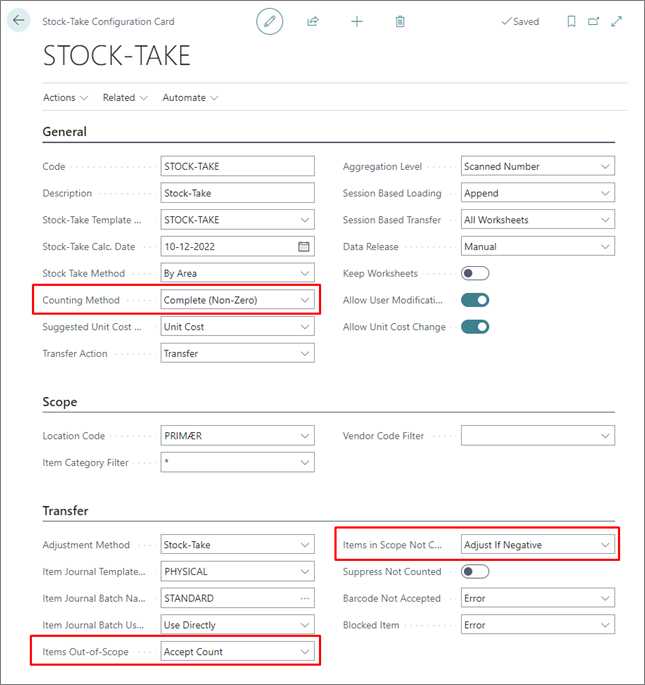 Stock-Take Configuration Card
Saved
STOCK-TAKE
Actions Related Automate
General
Code STOCK-TAKE
Description Stock-Take
Stock-Take Template ... STOCK-TAKE
Stock-Take Calc. Date 10-12-2022
Stock Take Method By Area
Counting Method Complete (Non-Zero)
Suggested Unit Cost ... Unit Cost
Transfer Action Transfer
Aggregation Level Scanned Number
Session Based Loading Append
Session Based Transfer All Worksheets
Data Release Manual
Keep Worksheets
Allow User Modificati...
Allow Unit Cost Change
Scope
Location Code PRIMÆR
Item Category Filter *
Vendor Code Filter
Transfer
Adjustment Method Stock-Take
Item Journal Template... PHYSICAL
Item Journal Batch Na... STANDARD ...
Item Journal Batch Us... Use Directly
Items Out-of-Scope Accept Count
Items in Scope Not C... Adjust If Negative
Suppress Not Counted
Barcode Not Accepted Error
Blocked Item Error